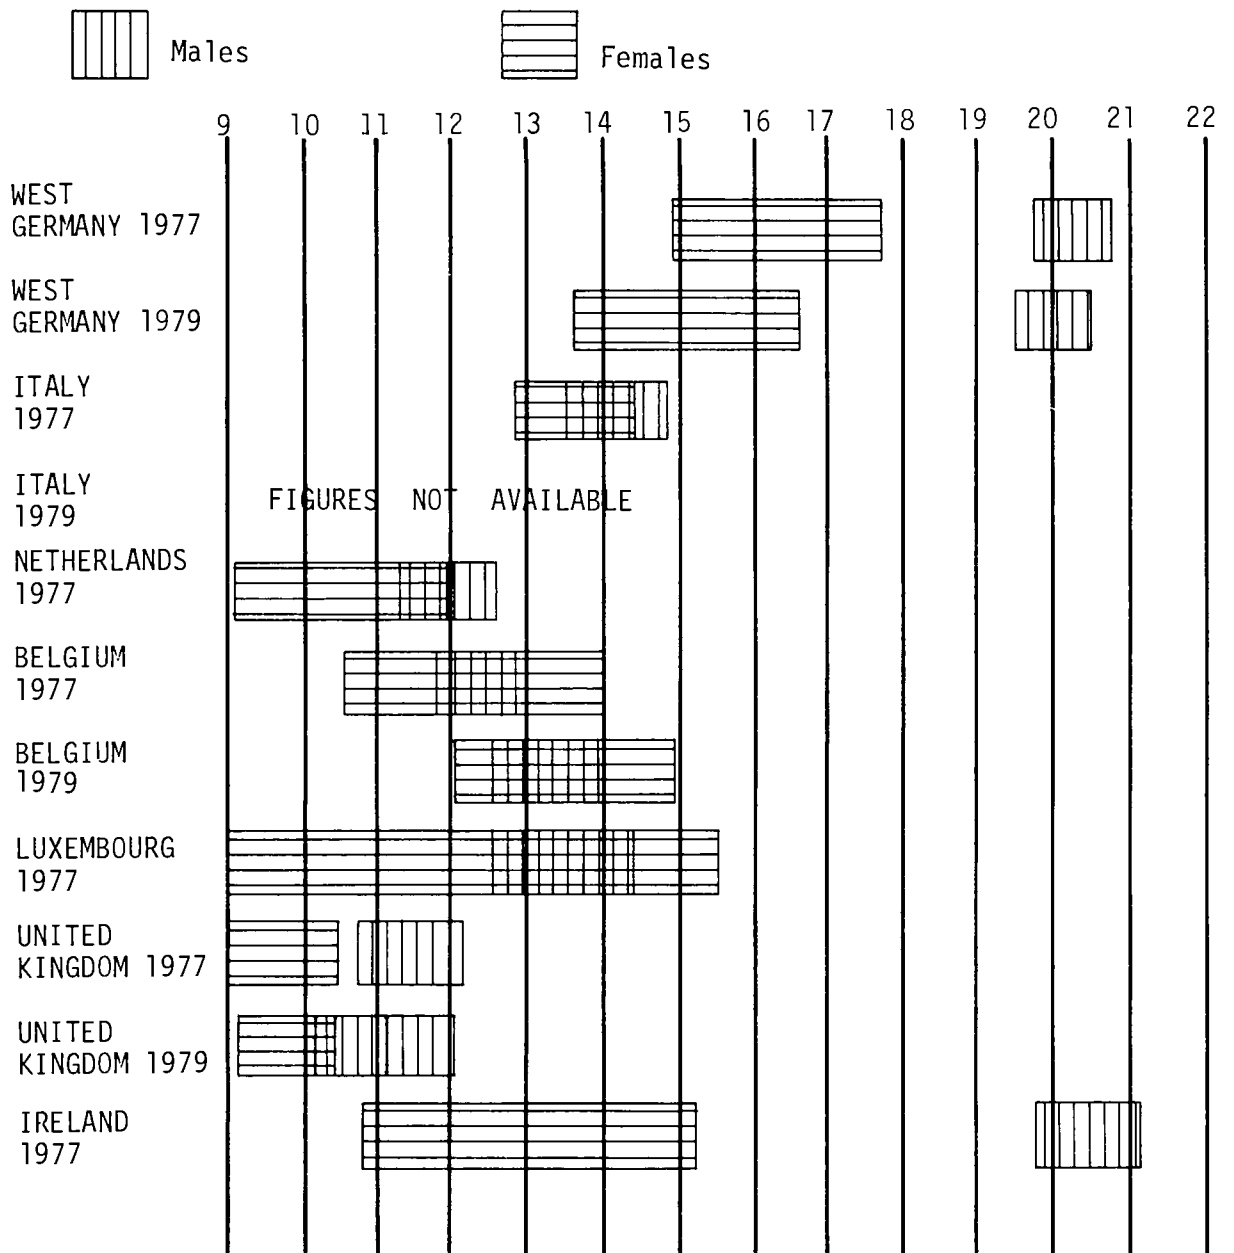 Males Females
9 10 11 12 13 14 15 16 17 18 19 20 21 22
WEST
GERMANY 1977
WEST
GERMANY 1979
ITALY
1977
ITALY
1979
FIGURES NOT AVAILABLE
NETHERLANDS
1977
BELGIUM
1977
BELGIUM
1979
LUXEMBOURG
1977
UNITED
KINGDOM 1977
UNITED
KINGDOM 1979
IRELAND
1977